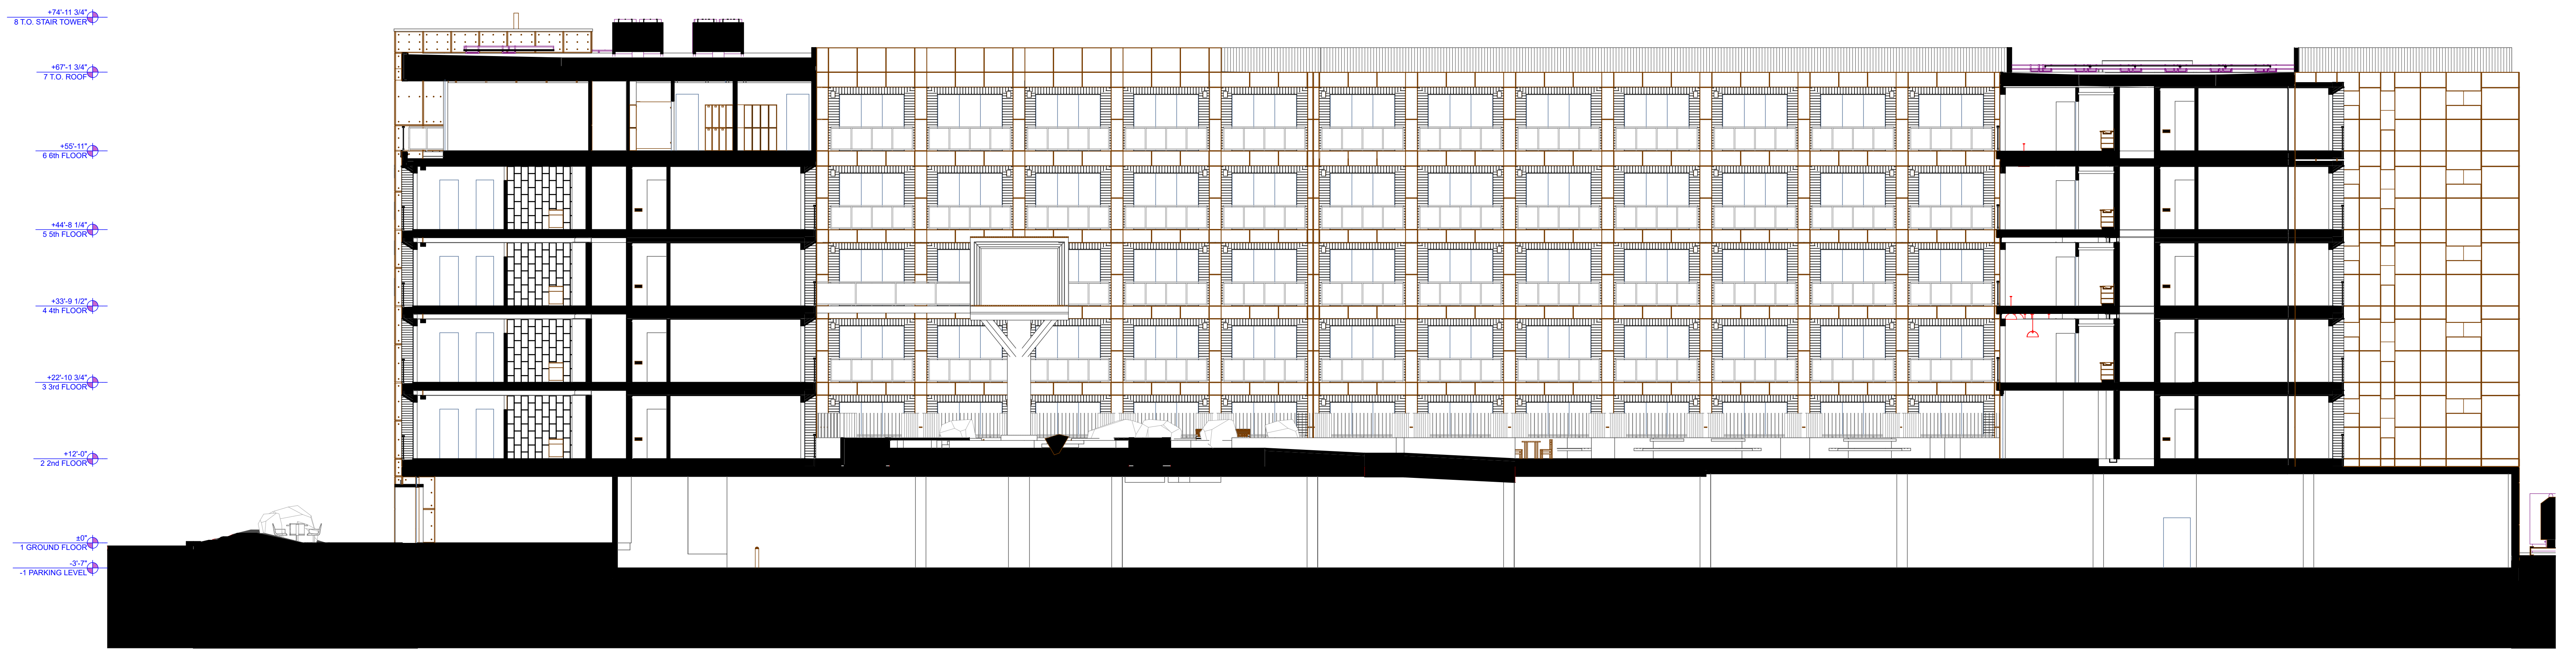 +74'-11 3/4"
8 T.O. STAIR TOWER
+67'-1 3/4"
7 T.O. ROOF
+55'-11"
6 6th FLOOR
+44'-8 1/4"
5 5th FLOOR
+33'-9 1/2"
4 4th FLOOR
+22'-10 3/4"
3 3rd FLOOR
+12'-0"
2 2nd FLOOR
±0"
1 GROUND FLOOR
-3'-7"
-1 PARKING LEVEL